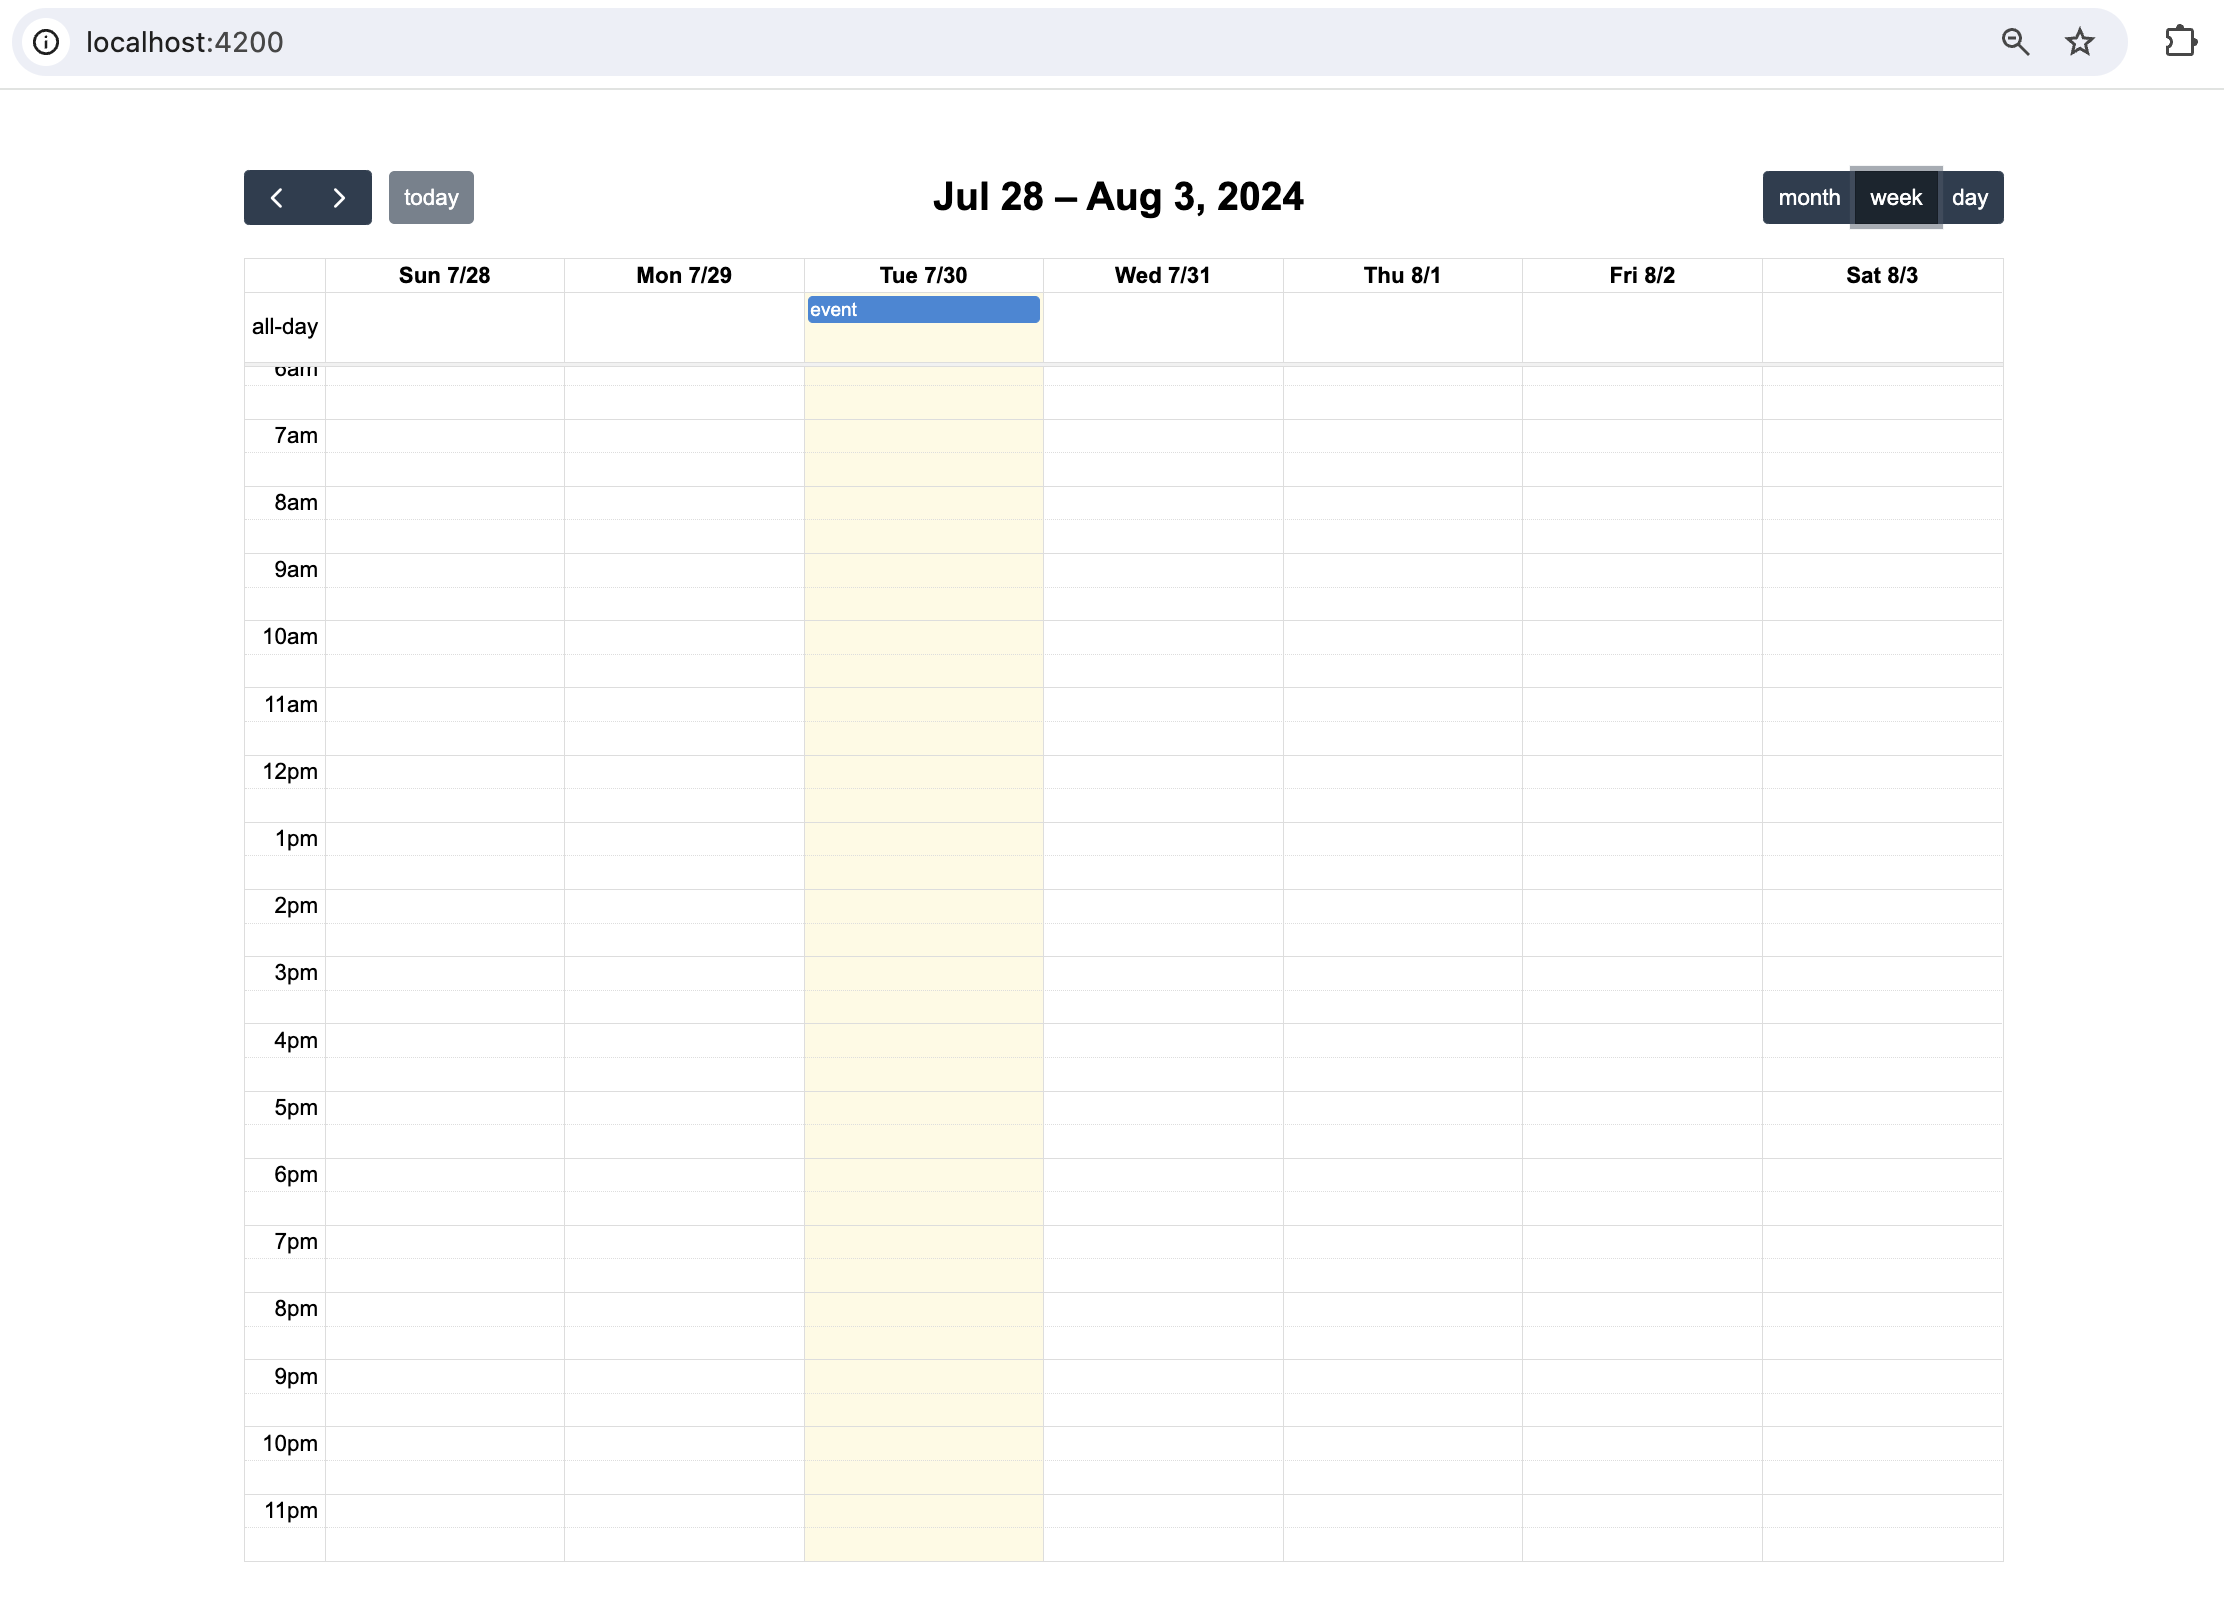 localhost:4200
today
Jul 28 – Aug 3, 2024
month week day
Sun 7/28 Mon 7/29 Tue 7/30 Wed 7/31 Thu 8/1 Fri 8/2 Sat 8/3
all-day
event
6am
7am
8am
9am
10am
11am
12pm
1pm
2pm
3pm
4pm
5pm
6pm
7pm
8pm
9pm
10pm
11pm